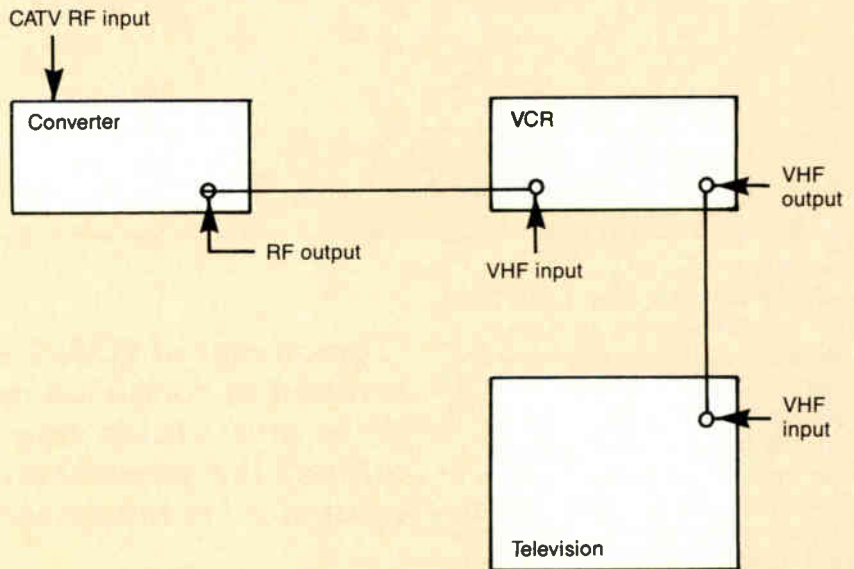 CATV RF input
Converter
VCR
VHF
output
RF output
VHF input
VHF
input
Television